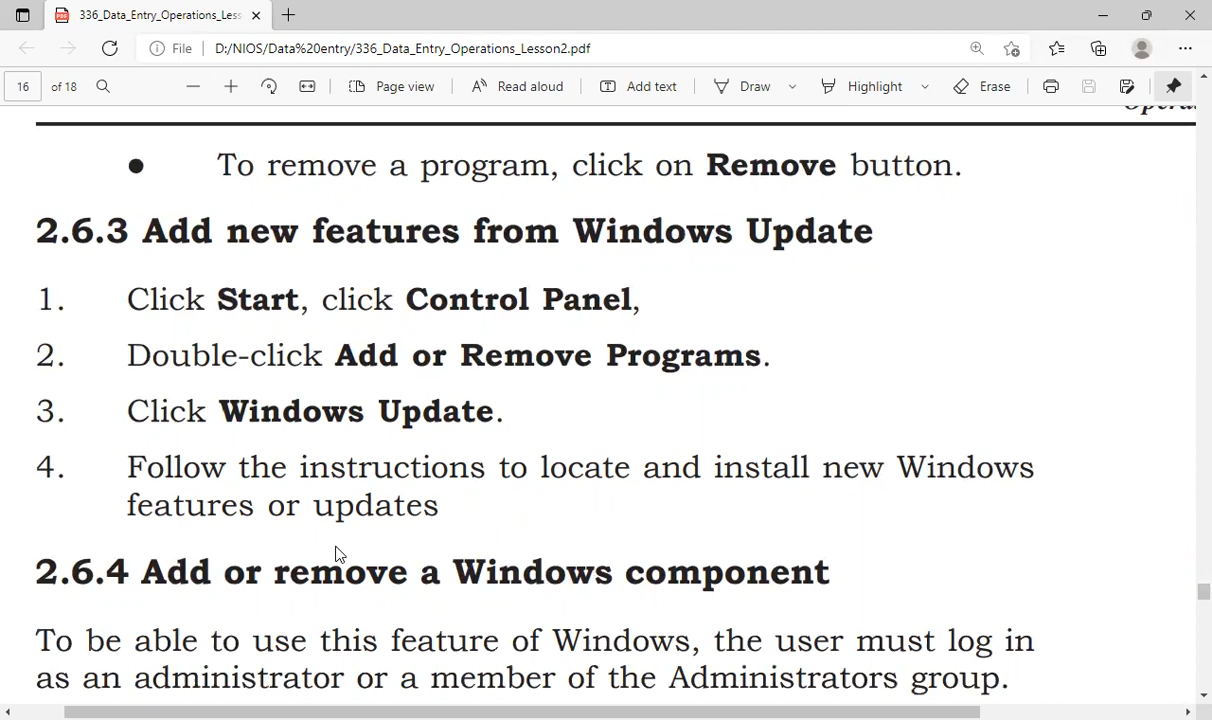 336_Data_Entry_Operations_Less
File D:/NIOS/Data%20entry/336_Data_Entry_Operations_Lesson2.pdf
16 of 18 Page view Read aloud Add text Draw Highlight Erase
● To remove a program, click on Remove button.
2.6.3 Add new features from Windows Update
1. Click Start, click Control Panel,
2. Double-click Add or Remove Programs.
3. Click Windows Update.
4. Follow the instructions to locate and install new Windows
features or updates
2.6.4 Add or remove a Windows component
To be able to use this feature of Windows, the user must log in
as an administrator or a member of the Administrators group.